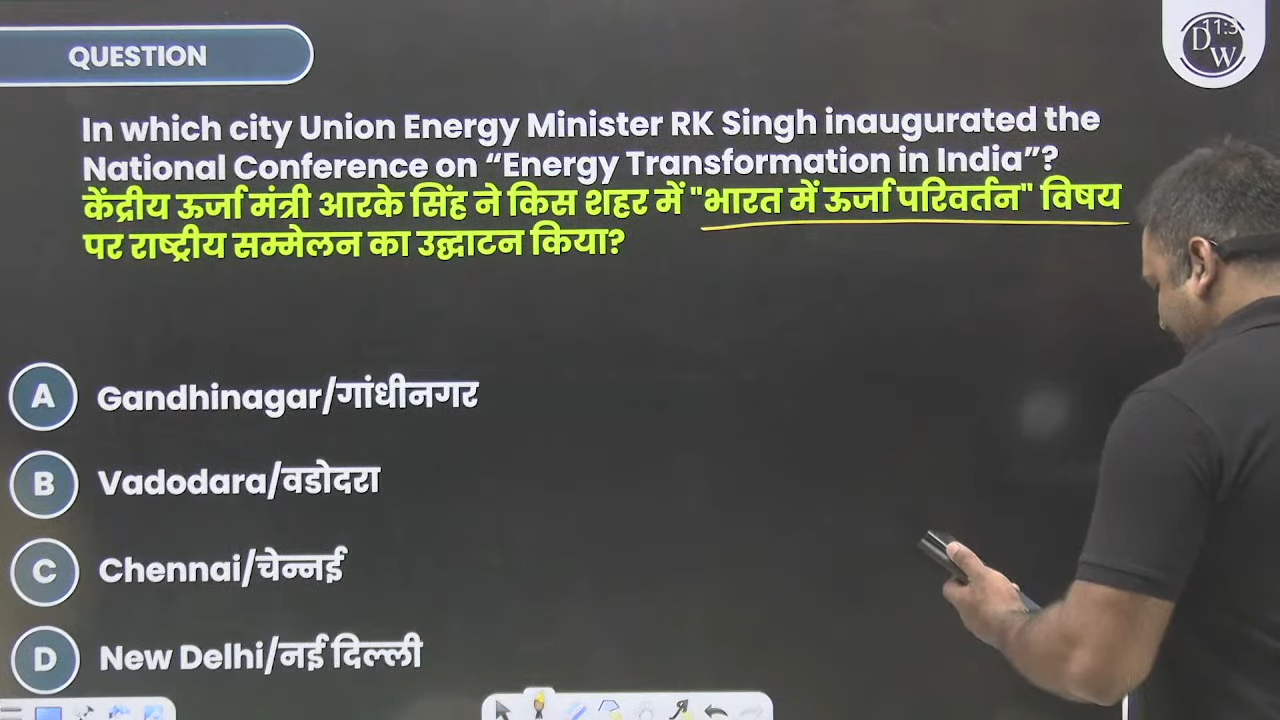 QUESTION
In which city Union Energy Minister RK Singh inaugurated the
National Conference on “Energy Transformation in India”?
केंद्रीय ऊर्जा मंत्री आरके सिंह ने किस शहर में "भारत में ऊर्जा परिवर्तन" विषय
पर राष्ट्रीय सम्मेलन का उद्घाटन किया?
A Gandhinagar/गांधीनगर
B Vadodara/वडोदरा
C Chennai/चेन्नई
D New Delhi/नई दिल्ली
D W